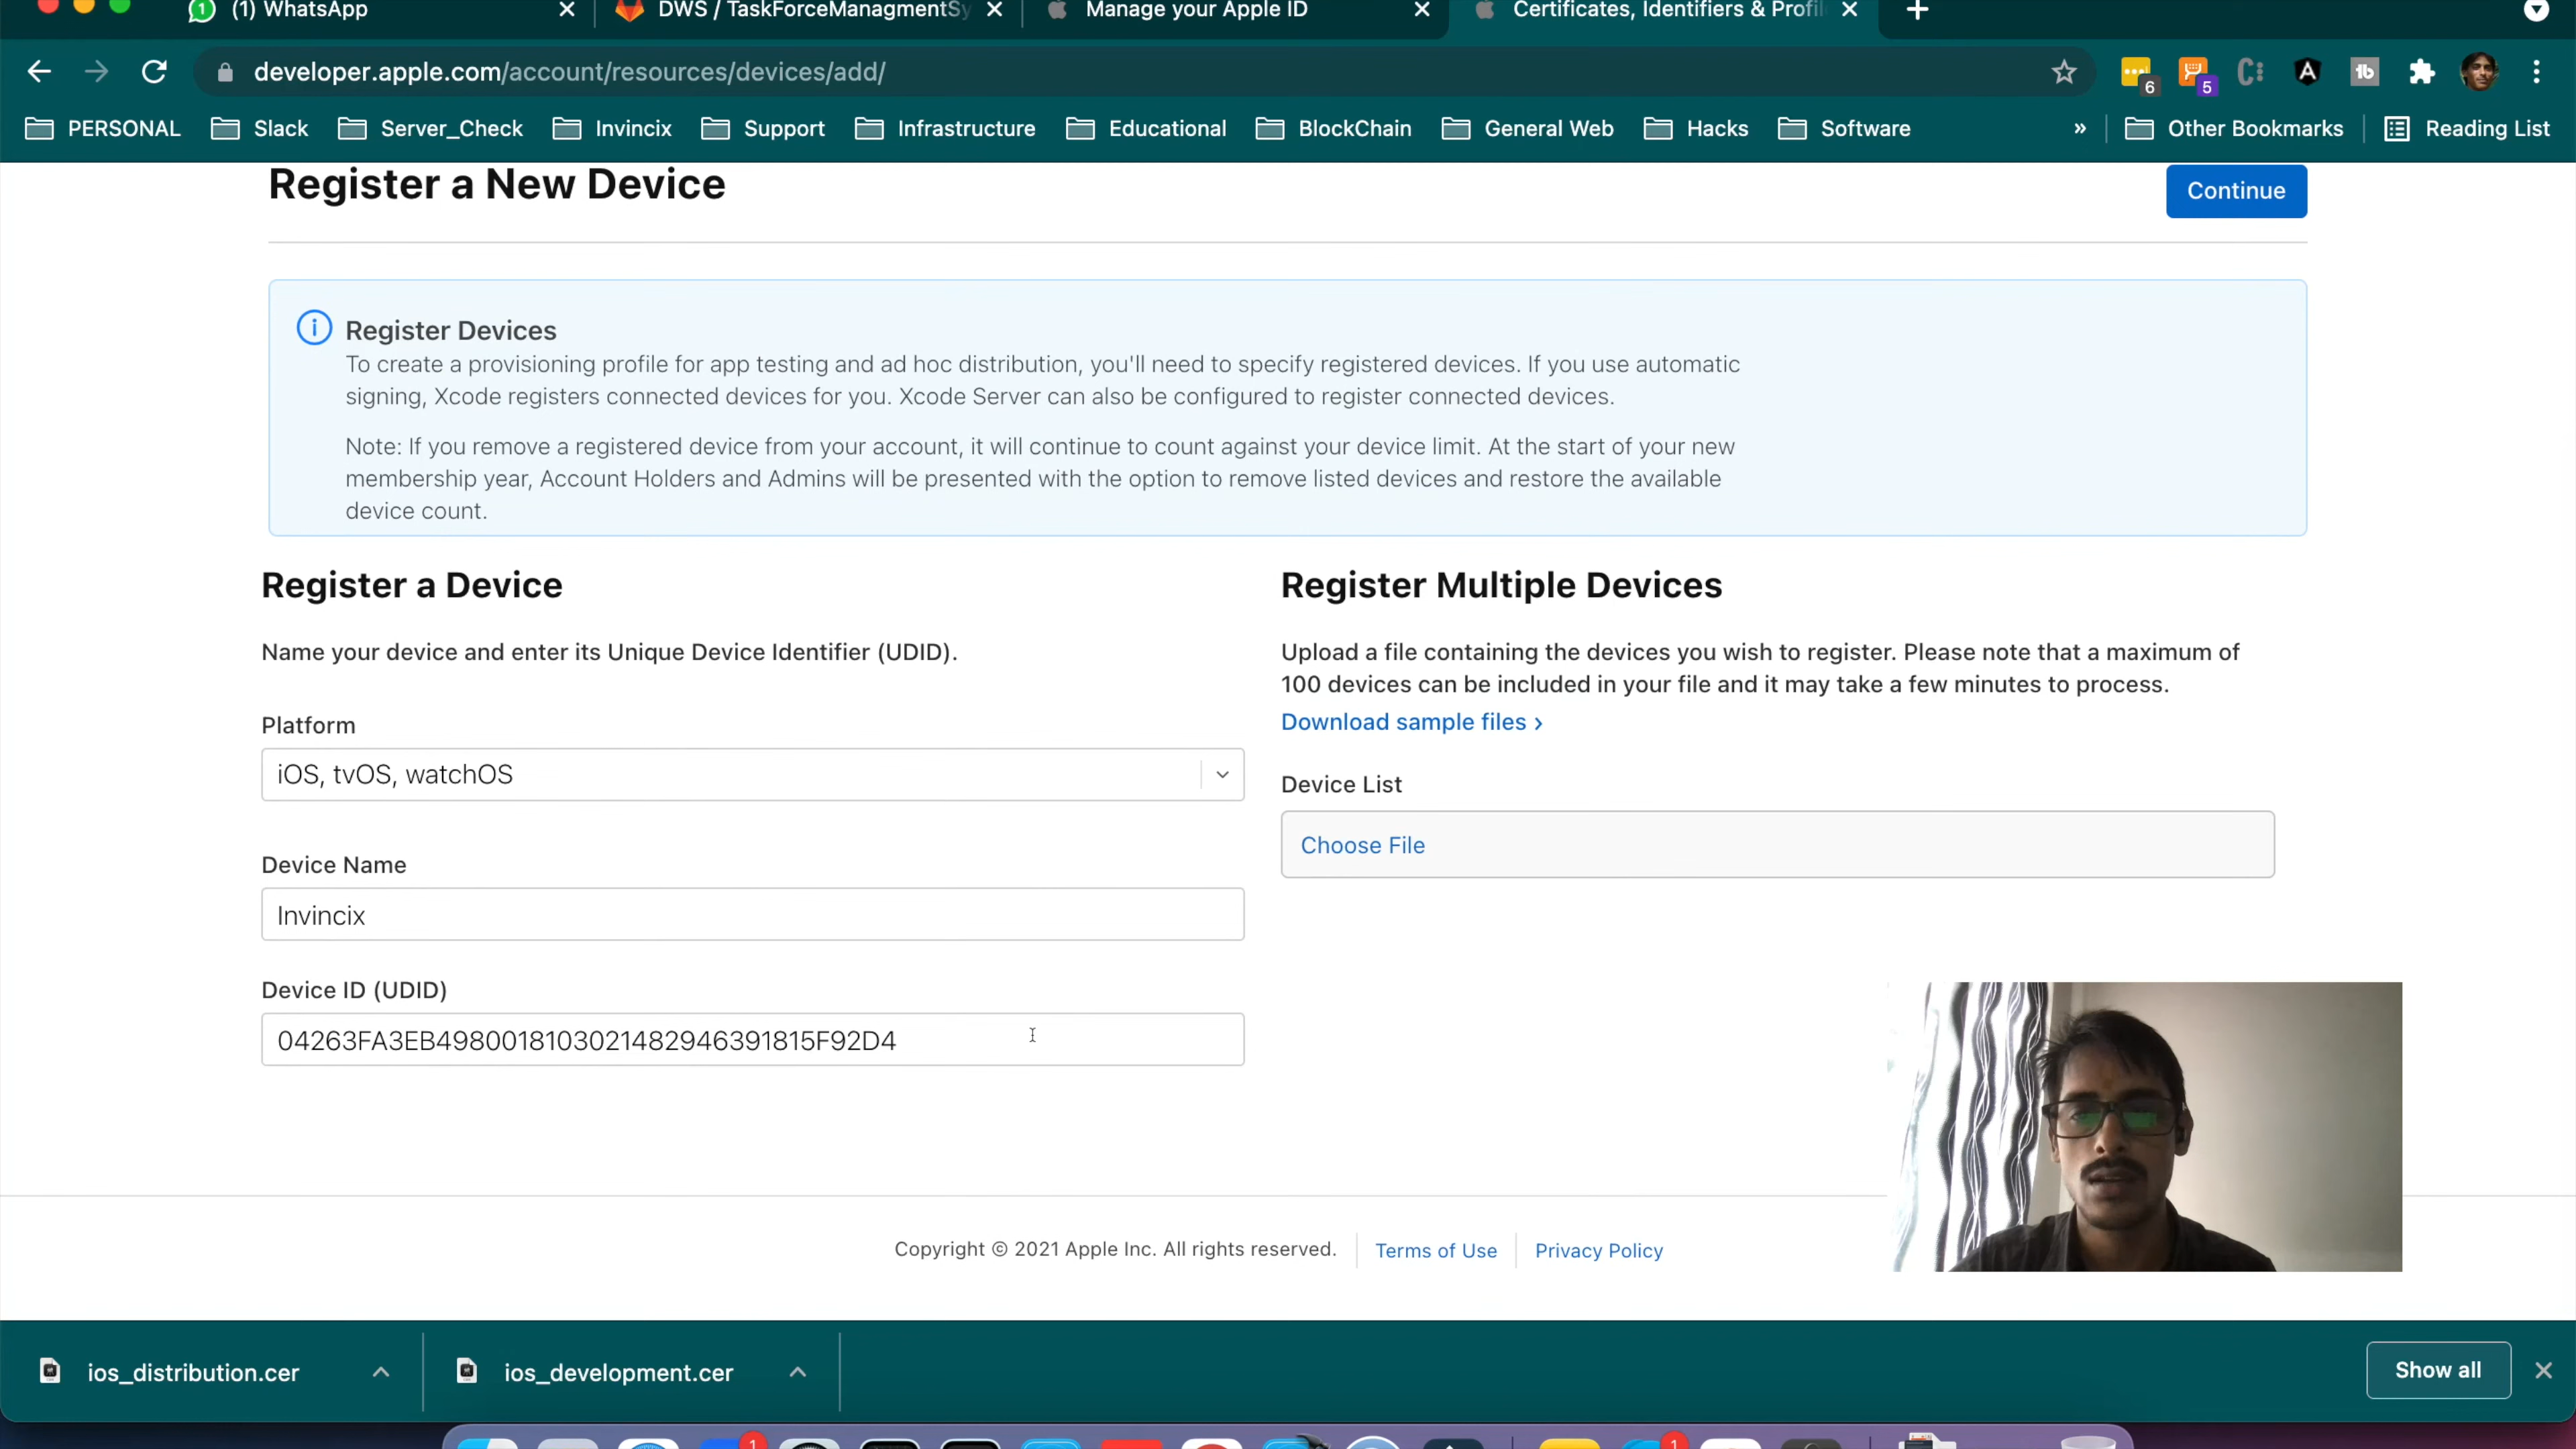 (1) WhatsApp
DWS / TaskForceManagmentSy
Manage your Apple ID
Certificates, Identifiers & Profil
developer.apple.com/account/resources/devices/add/
6
5
PERSONAL
Slack
Server_Check
Invincix
Support
Infrastructure
Educational
BlockChain
General Web
Hacks
Software
»
Other Bookmarks
Reading List
Register a New Device
Continue
Register Devices
To create a provisioning profile for app testing and ad hoc distribution, you'll need to specify registered devices. If you use automatic
signing, Xcode registers connected devices for you. Xcode Server can also be configured to register connected devices.
Note: If you remove a registered device from your account, it will continue to count against your device limit. At the start of your new
membership year, Account Holders and Admins will be presented with the option to remove listed devices and restore the available
device count.
Register a Device
Name your device and enter its Unique Device Identifier (UDID).
Platform
iOS, tvOS, watchOS
Device Name
Invincix
Device ID (UDID)
04263FA3EB4980018103021482946391815F92D4
Register Multiple Devices
Upload a file containing the devices you wish to register. Please note that a maximum of
100 devices can be included in your file and it may take a few minutes to process.
Download sample files ›
Device List
Choose File
Copyright © 2021 Apple Inc. All rights reserved.
Terms of Use
Privacy Policy
ios_distribution.cer
ios_development.cer
Show all
1
1